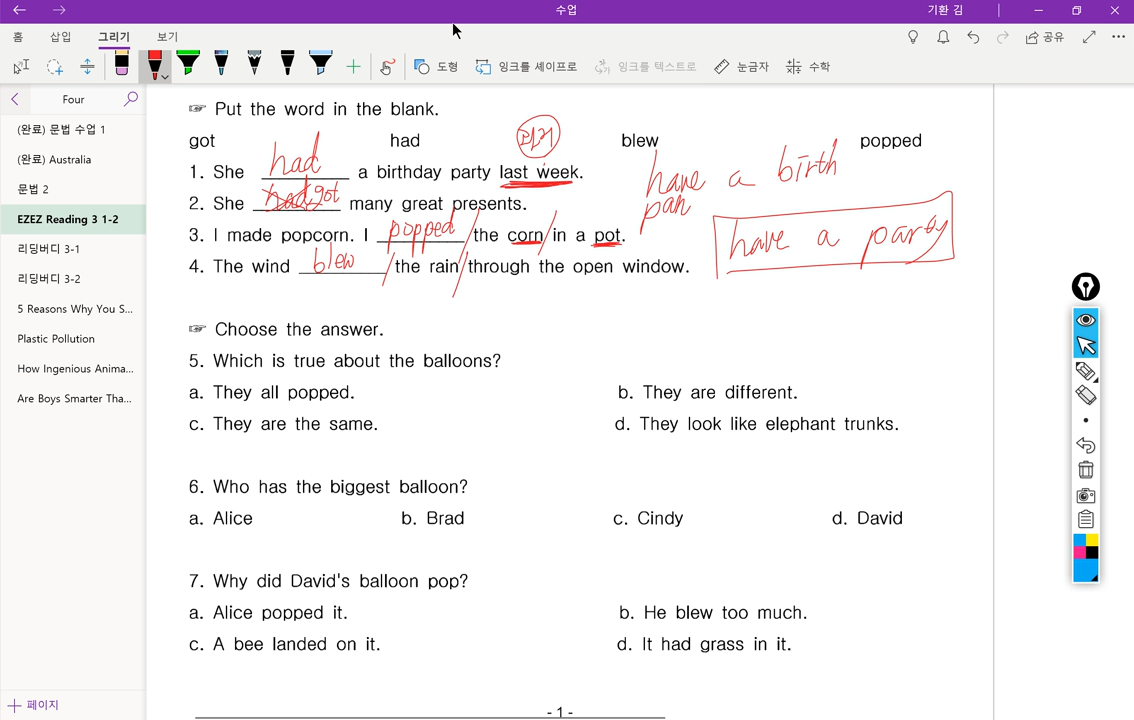 수업
기환 김
홈 삽입 그리기 보기
공유
도형 잉크를 셰이프로 잉크를 텍스트로 눈금자 수학
Four
(완료) 문법 수업 1
(완료) Australia
문법 2
EZEZ Reading 3 1-2
리딩버디 3-1
리딩버디 3-2
5 Reasons Why You S...
Plastic Pollution
How Ingenious Anima...
Are Boys Smarter Tha...
페이지
☞ Put the word in the blank.
got had 과거 blew popped
1. She had a birthday party last week.
2. She had got many great presents.
3. I made popcorn. I popped / the corn / in a pot.
4. The wind blew / the rain / through the open window.
have a birth
par
have a party
☞ Choose the answer.
5. Which is true about the balloons?
a. They all popped. b. They are different.
c. They are the same. d. They look like elephant trunks.
6. Who has the biggest balloon?
a. Alice b. Brad c. Cindy d. David
7. Why did David's balloon pop?
a. Alice popped it. b. He blew too much.
c. A bee landed on it. d. It had grass in it.
- 1 -